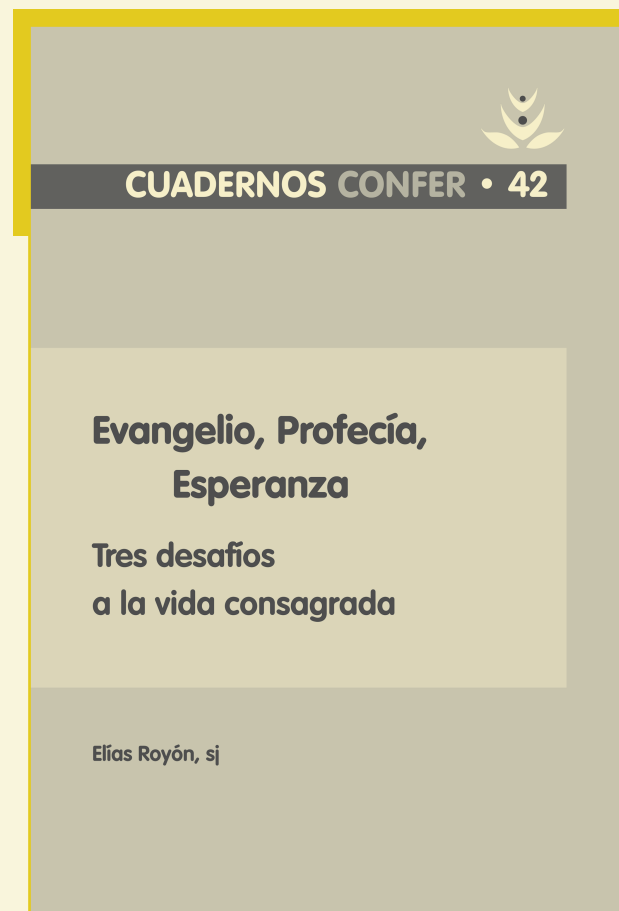 CUADERNOS CONFER • 42
Evangelio, Profecía,
Esperanza
Tres desafíos
a la vida consagrada
Elías Royón, sj